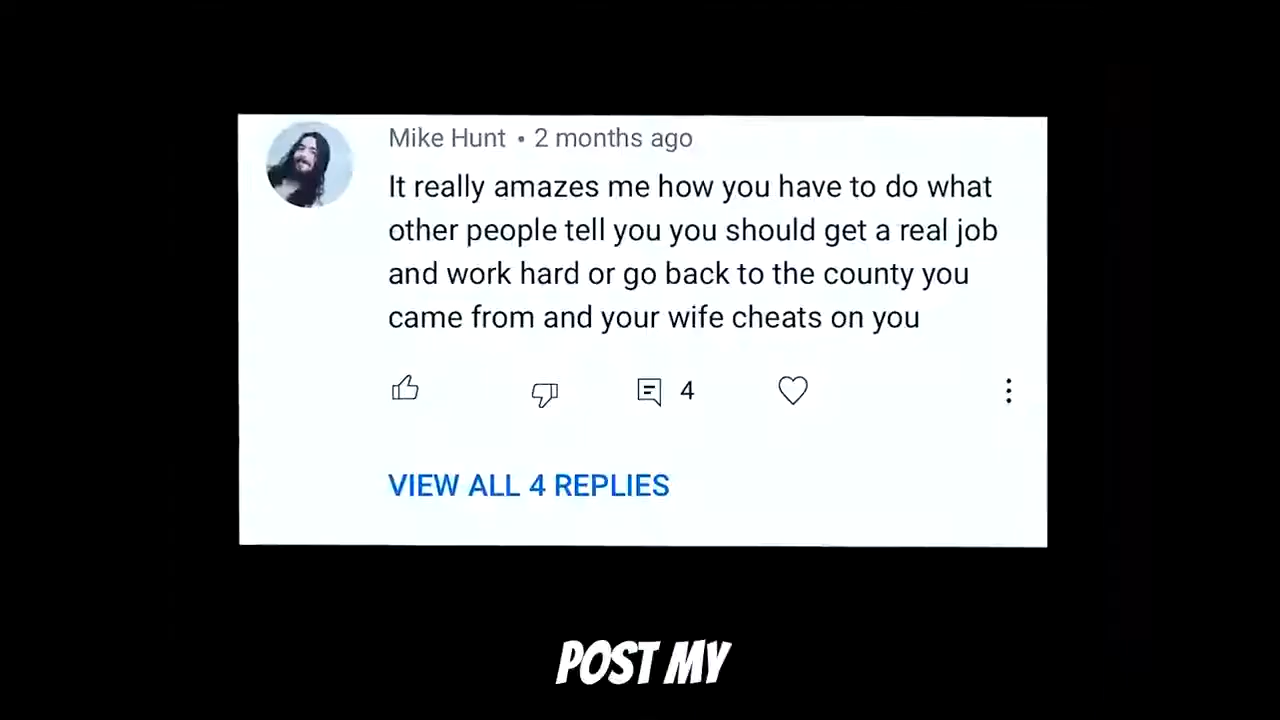 Mike Hunt • 2 months ago
It really amazes me how you have to do what
other people tell you you should get a real job
and work hard or go back to the county you
came from and your wife cheats on you
4
VIEW ALL 4 REPLIES
POST MY